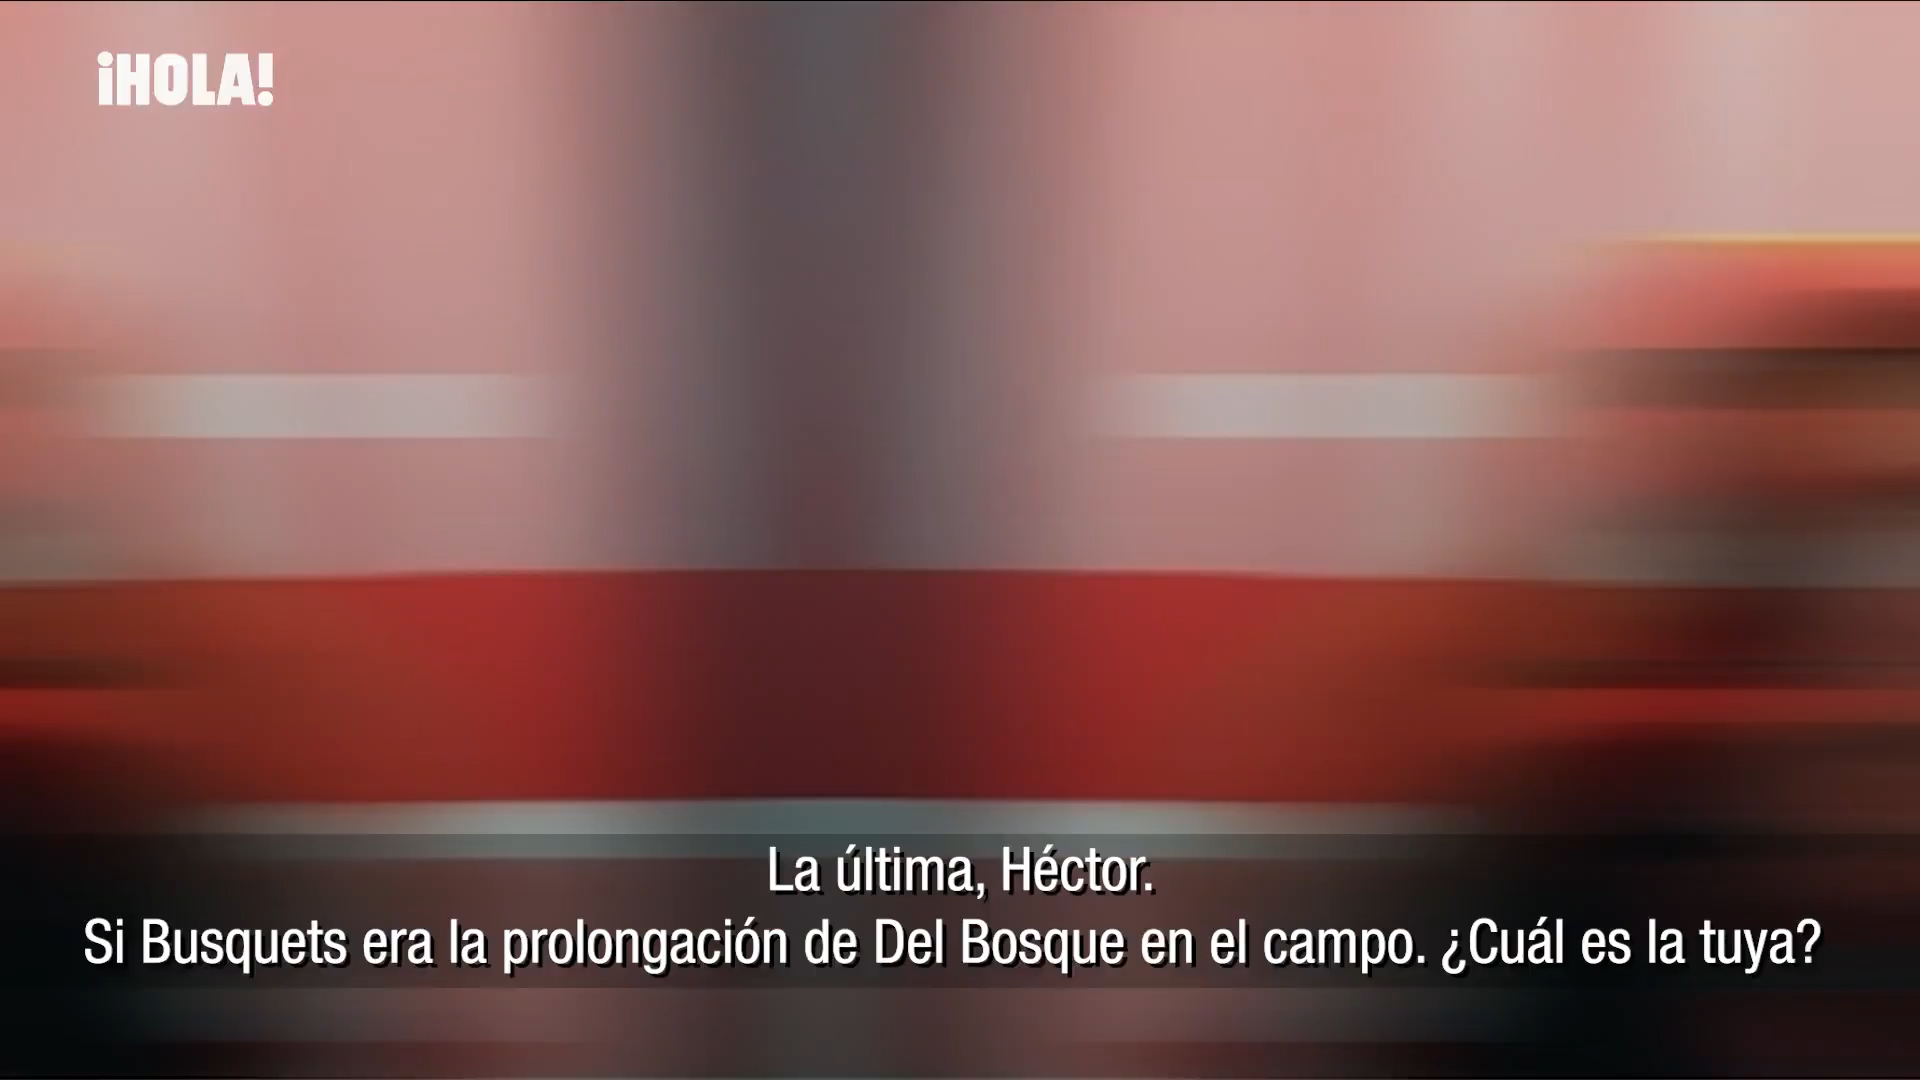 ¡HOLA!
La última, Héctor.
Si Busquets era la prolongación de Del Bosque en el campo. ¿Cuál es la tuya?